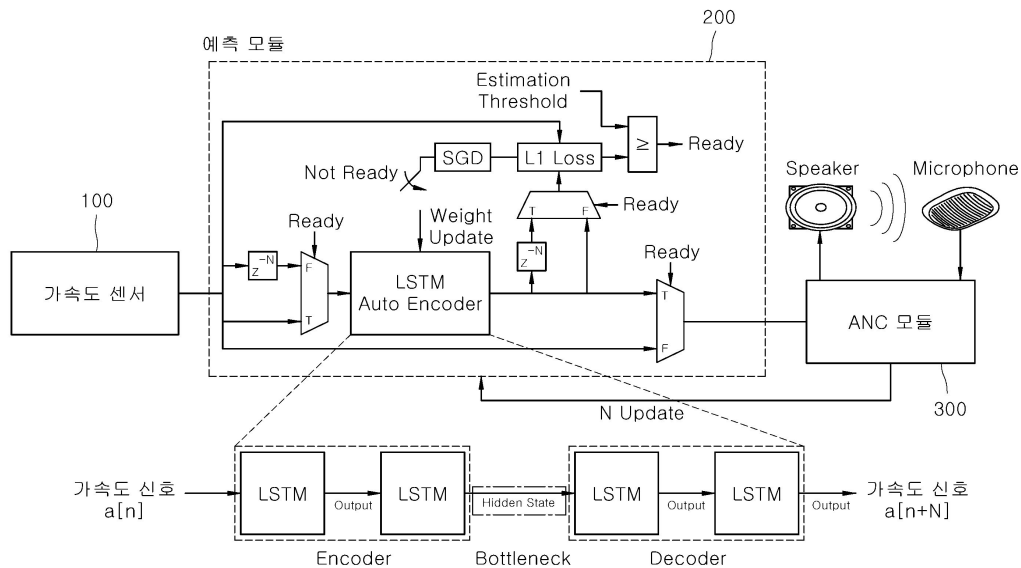 200
예측 모듈
Estimation
Threshold
≥
Ready
SGD
L1 Loss
Not Ready
Speaker
Microphone
100
Ready
Weight
Update
T
F
Ready
Ready
z-N
z-N
F
T
가속도 센서
LSTM
Auto Encoder
T
F
ANC 모듈
300
N Update
가속도 신호
a[n]
LSTM
Output
LSTM
Hidden State
LSTM
Output
LSTM
Output
가속도 신호
a[n+N]
Encoder
Bottleneck
Decoder